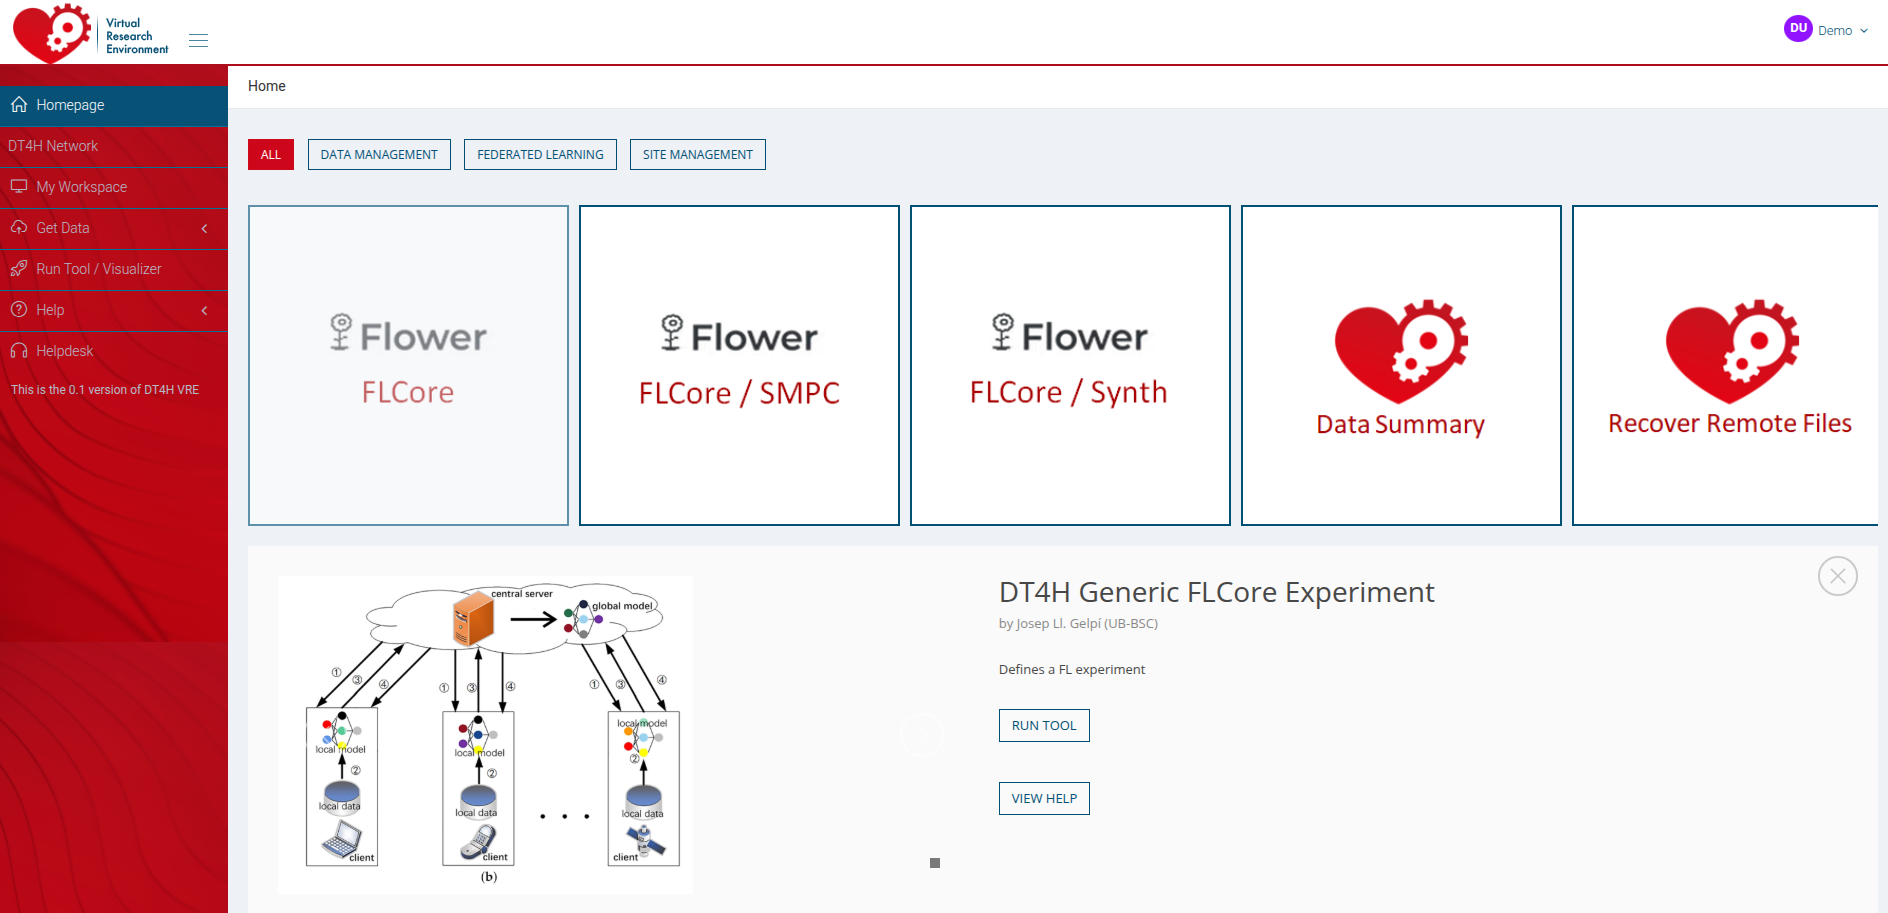 Virtual
Research
Environment
DU Demo
Homepage
DT4H Network
My Workspace
Get Data
Run Tool / Visualizer
Help
Helpdesk
This is the 0.1 version of DT4H VRE
Home
ALL
DATA MANAGEMENT
FEDERATED LEARNING
SITE MANAGEMENT
Flower
FLCore
Flower
FLCore / SMPC
Flower
FLCore / Synth
Data Summary
Recover Remote Files
central server
global model
① ③ ④
① ③ ④
① ③ ④
local model
local model
local model
②
②
②
local data
local data
local data
client
client
client
(b)
DT4H Generic FLCore Experiment
by Josep Ll. Gelpí (UB-BSC)
Defines a FL experiment
RUN TOOL
VIEW HELP